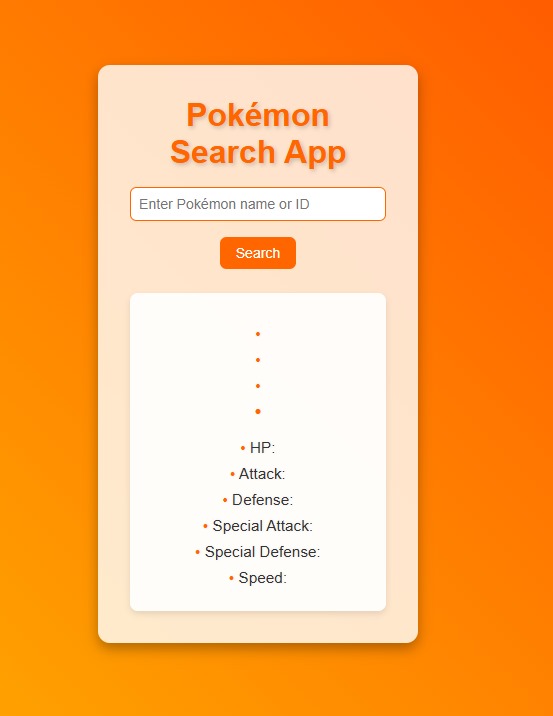 Pokémon
Search App
Enter Pokémon name or ID
Search
•
•
•
•
• HP:
• Attack:
• Defense:
• Special Attack:
• Special Defense:
• Speed: